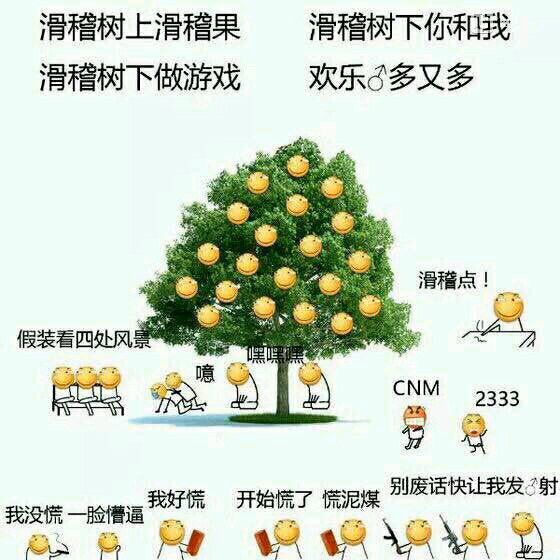 滑稽树上滑稽果 滑稽树下你和我
滑稽树下做游戏 欢乐♂多又多
滑稽点！
假装看四处风景
嘿嘿嘿
噫
CNM
2333
别废话快让我发♂射
我没慌 一脸懵逼
我好慌
开始慌了
慌泥煤